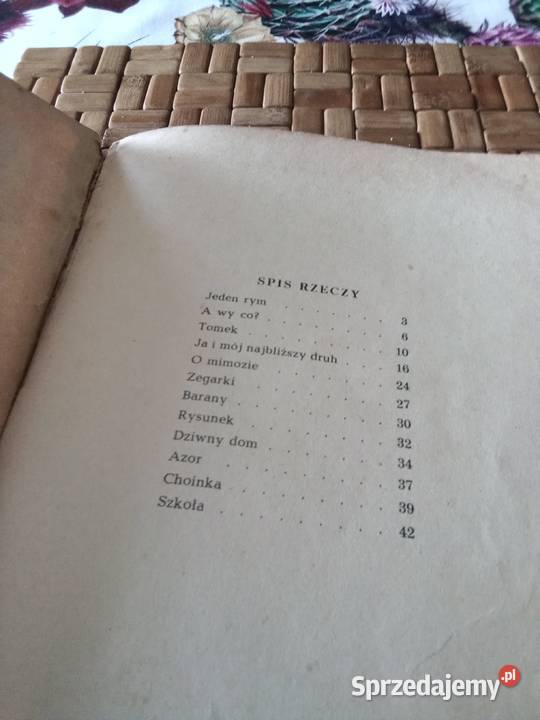 SPIS RZECZY
Jeden rym . . . . . . 3
A wy co? . . . . . . . 6
Tomek . . . . . . . . 10
Ja i mój najbliższy druh . . . 16
O mimozie . . . . . . 24
Zegarki . . . . . . . 27
Barany . . . . . . . 30
Rysunek . . . . . . . 32
Dziwny dom . . . . . . 34
Azor . . . . . . . . 37
Choinka . . . . . . . 39
Szkoła . . . . . . . 42
Sprzedajemy.pl